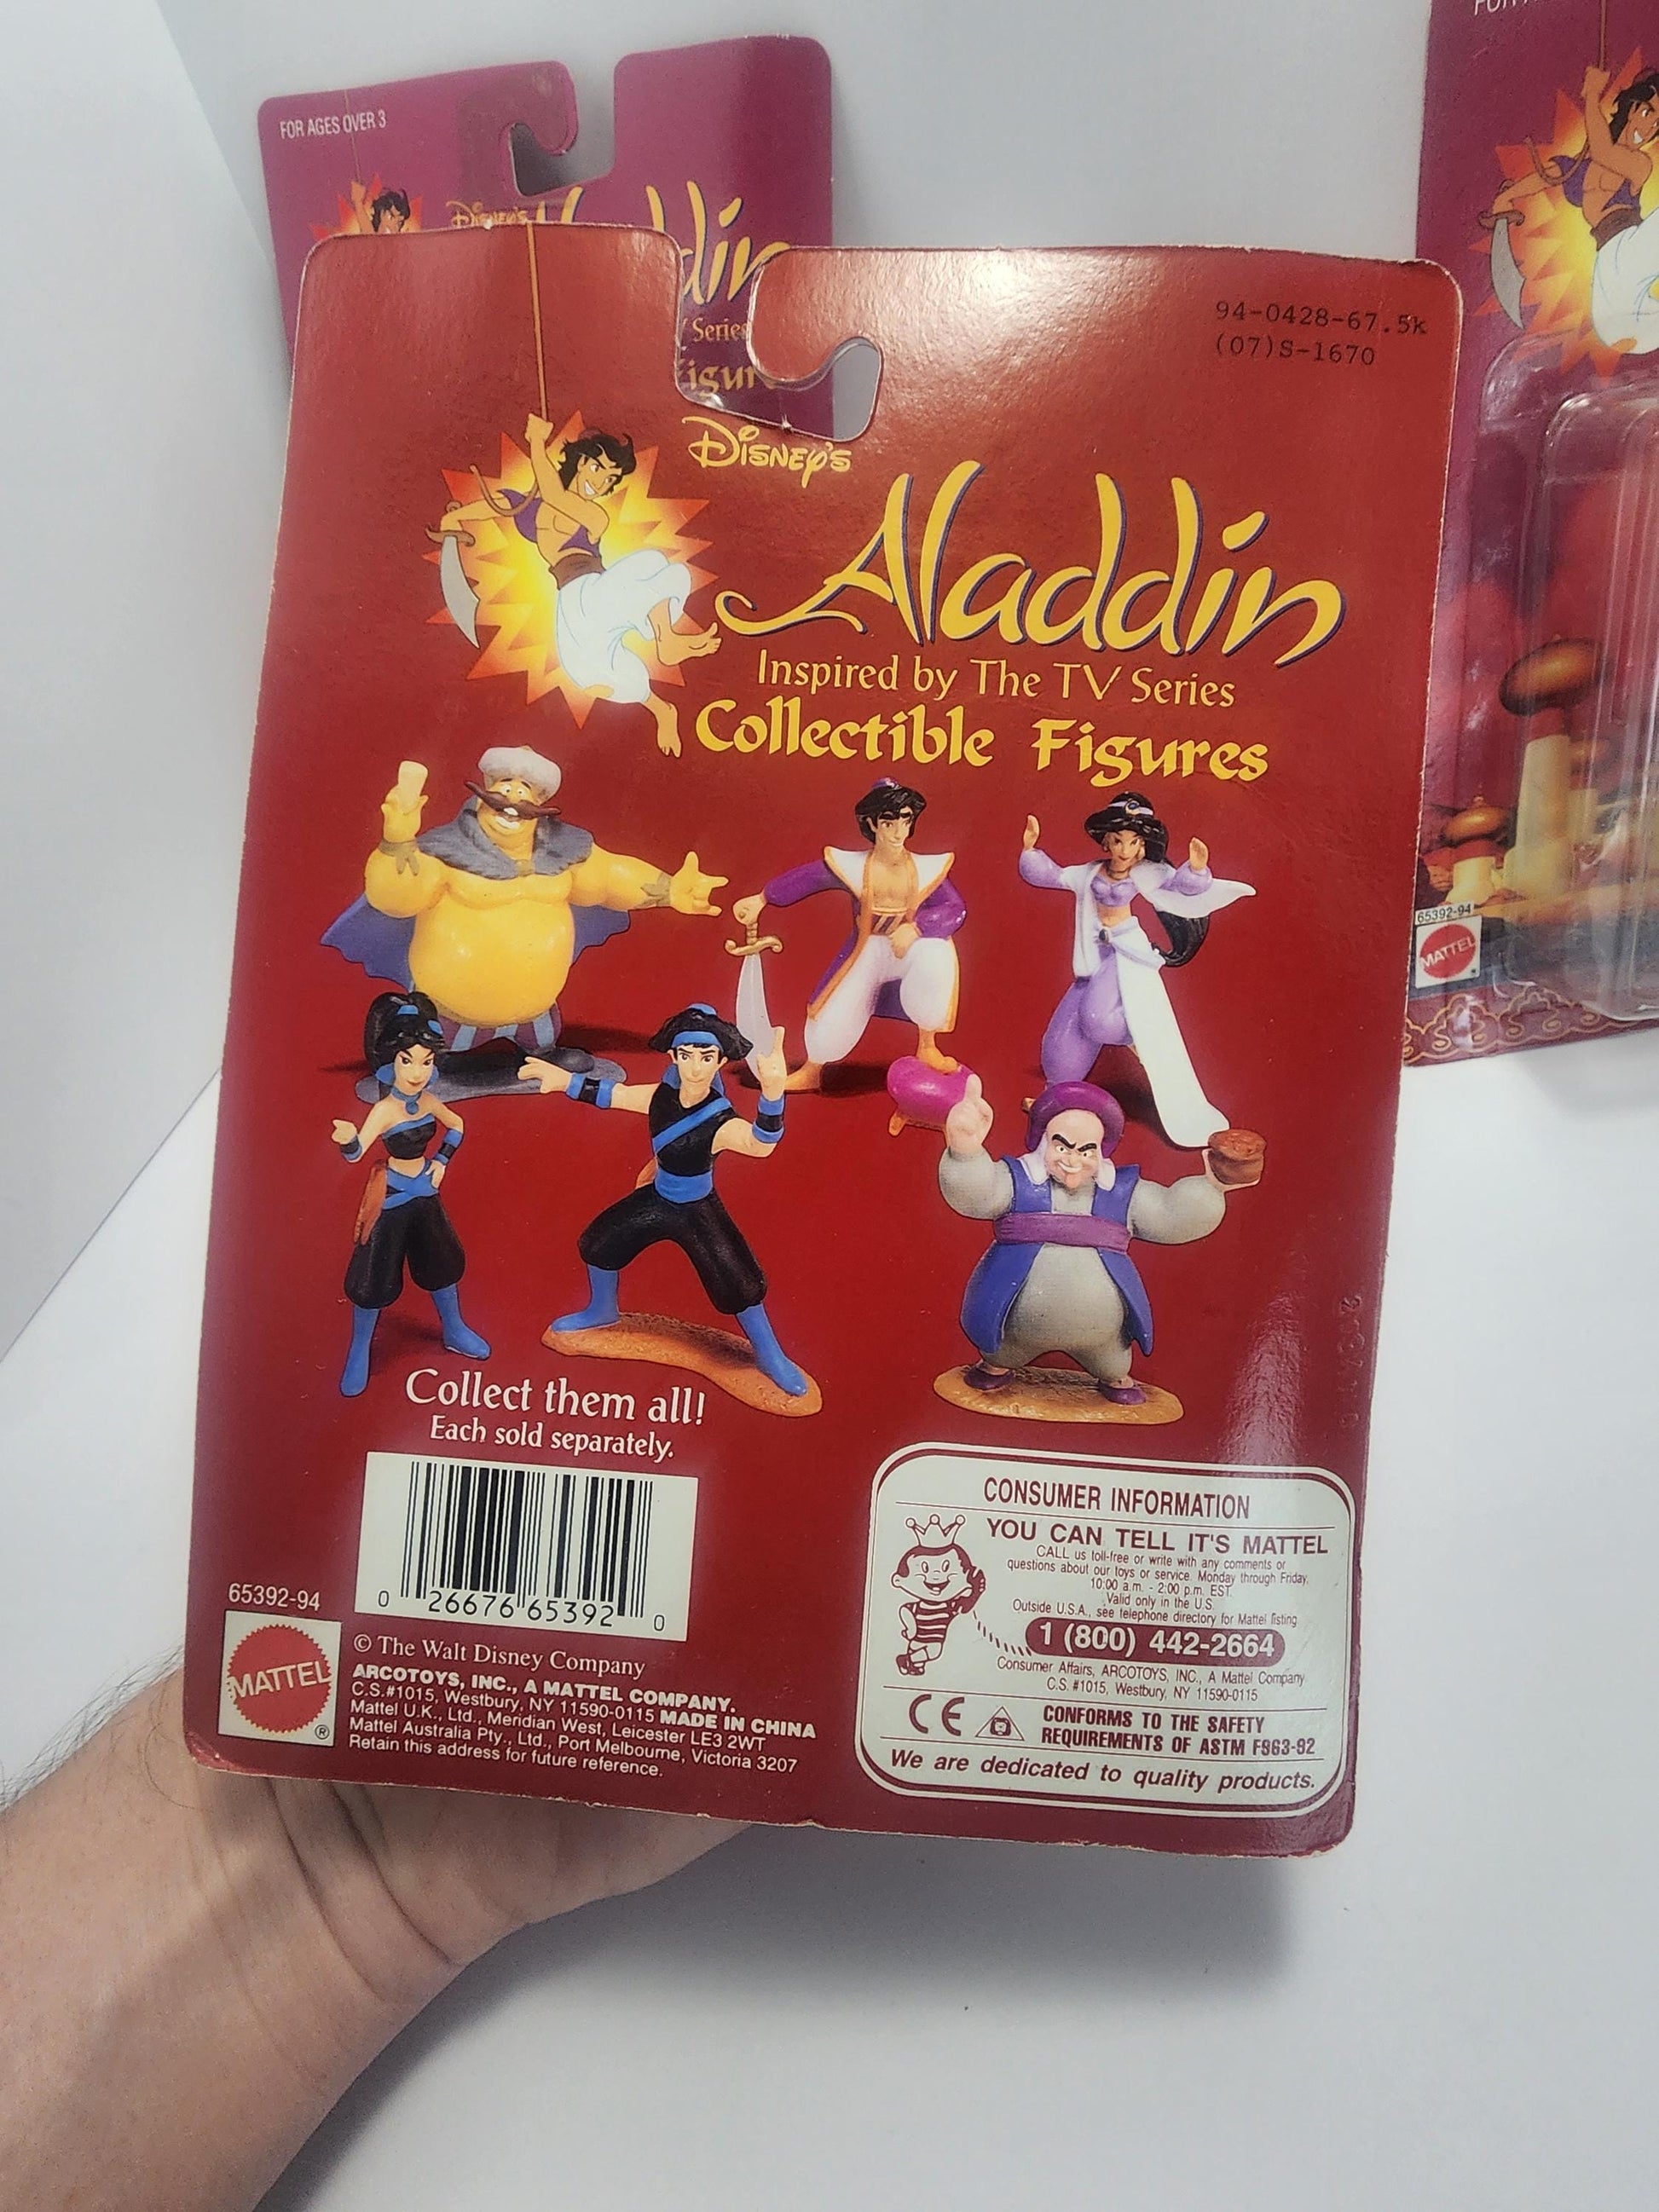 FOR AGES OVER 3
DISNEY'S
Series
94-0428-67.5k
(07)S-1670
DISNEY'S
Aladdin
Inspired by The TV Series
Collectible Figures
65392-94
MATTEL
Collect them all!
Each sold separately.
0 26676 65392 0
65392-94
MATTEL
®
© The Walt Disney Company
ARCOTOYS, INC., A MATTEL COMPANY.
C.S.#1015, Westbury, NY 11590-0115 MADE IN CHINA
Mattel U.K., Ltd., Meridian West, Leicester LE3 2WT
Mattel Australia Pty., Ltd., Port Melbourne, Victoria 3207
Retain this address for future reference.
CONSUMER INFORMATION
YOU CAN TELL IT'S MATTEL
CALL us toll-free or write with any comments or
questions about our toys or service. Monday through Friday,
10:00 a.m. - 2:00 p.m. EST.
Valid only in the U.S.
Outside U.S.A., see telephone directory for Mattel listing
1 (800) 442-2664
Consumer Affairs, ARCOTOYS, INC., A Mattel Company
C.S. #1015, Westbury, NY 11590-0115
CE
CONFORMS TO THE SAFETY
REQUIREMENTS OF ASTM F963-92
We are dedicated to quality products.